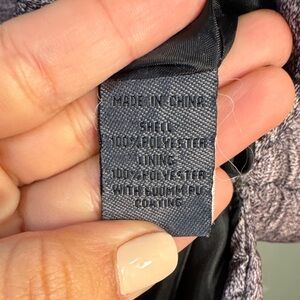 MADE IN CHINA
SHELL
100%POLYESTER
LINING
100%POLYESTER
WITH 600MM PU
COATING